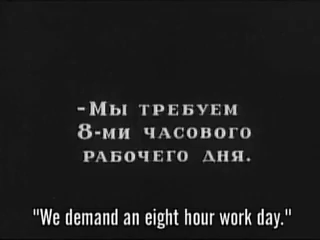 -Мы требуем
8-ми часового
рабочего дня.
"We demand an eight hour work day."